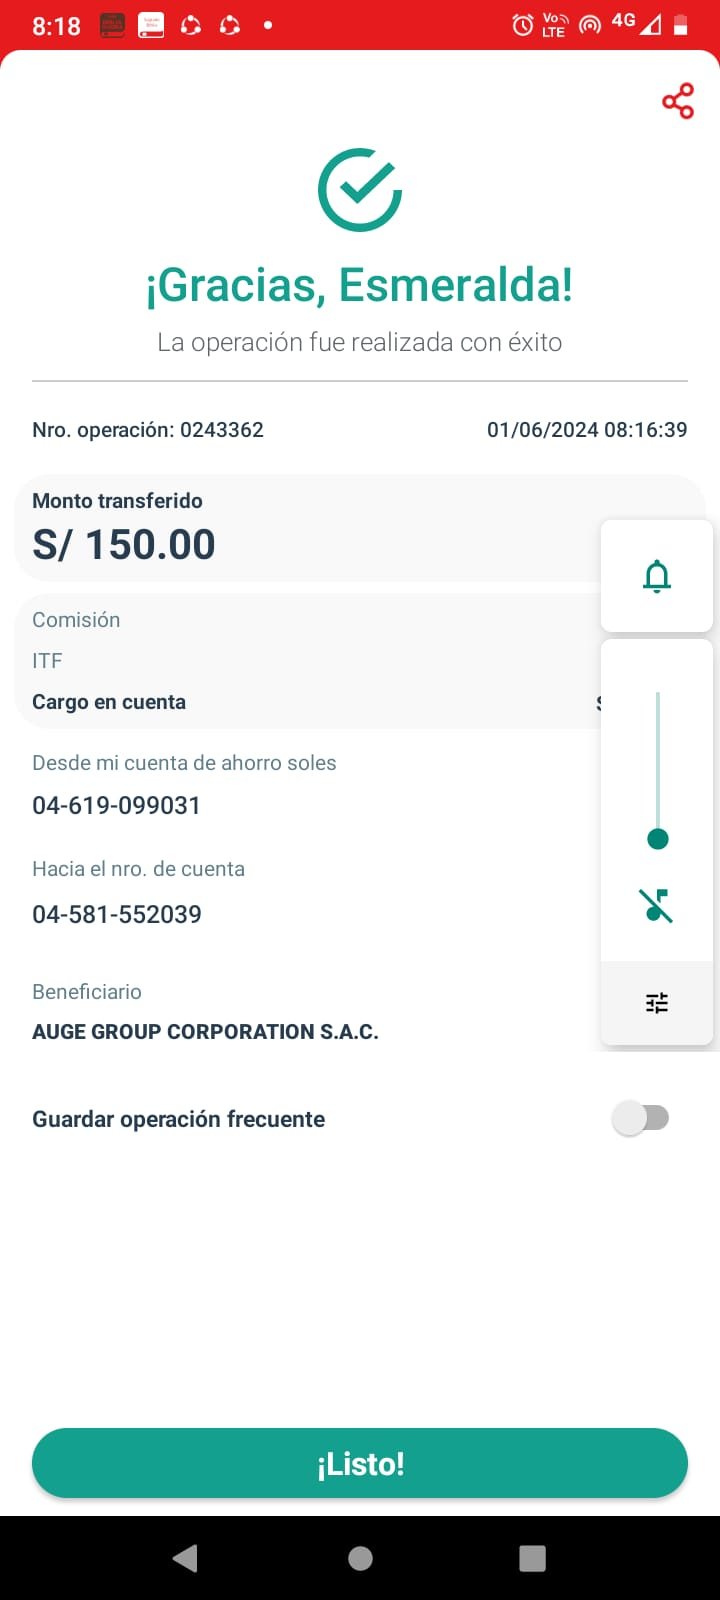 8:18
Vo
LTE
4G
¡Gracias, Esmeralda!
La operación fue realizada con éxito
Nro. operación: 0243362 01/06/2024 08:16:39
Monto transferido
S/ 150.00
Comisión
ITF
Cargo en cuenta
Desde mi cuenta de ahorro soles
04-619-099031
Hacia el nro. de cuenta
04-581-552039
Beneficiario
AUGE GROUP CORPORATION S.A.C.
Guardar operación frecuente
¡Listo!